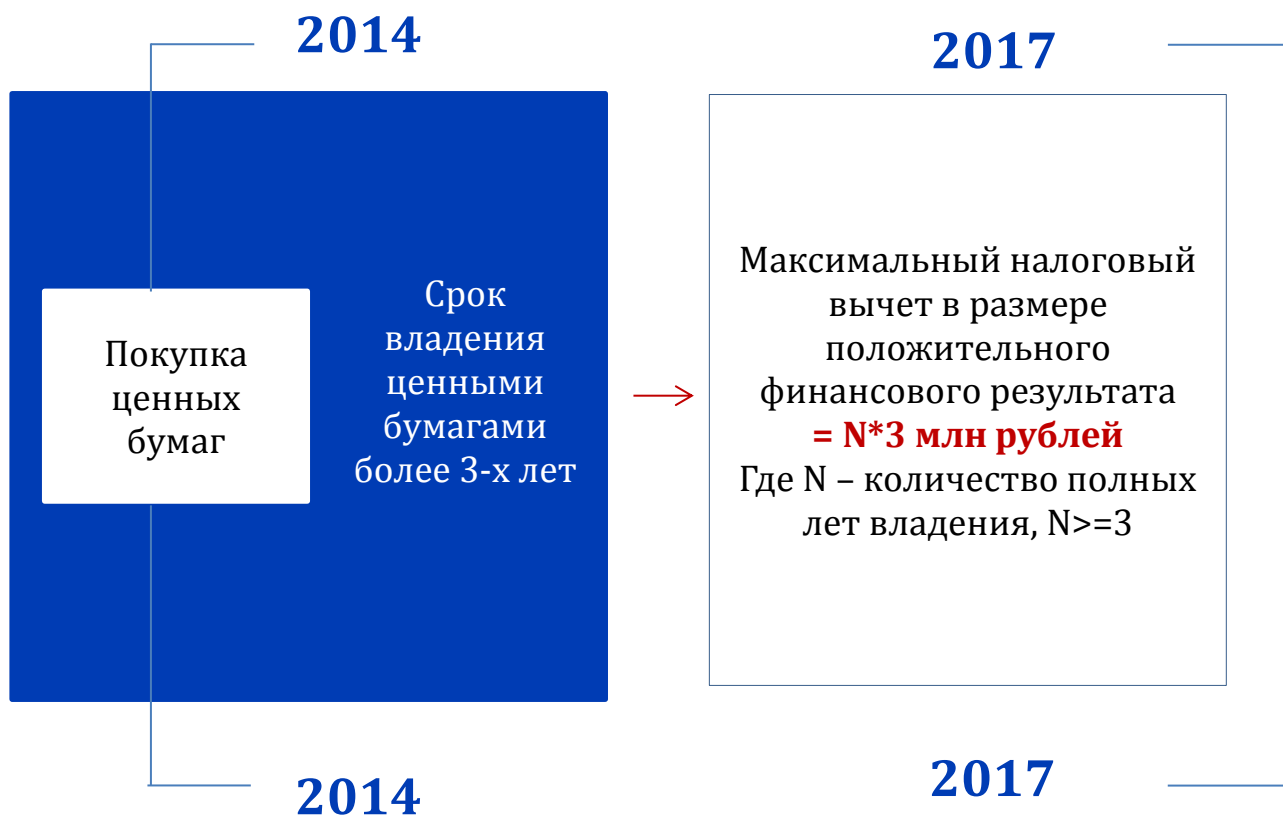 2014
2017
Покупка
ценных
бумаг
Срок
владения
ценными
бумагами
более 3-х лет
Максимальный налоговый
вычет в размере
положительного
финансового результата
= N*3 млн рублей
Где N – количество полных
лет владения, N>=3
2014
2017